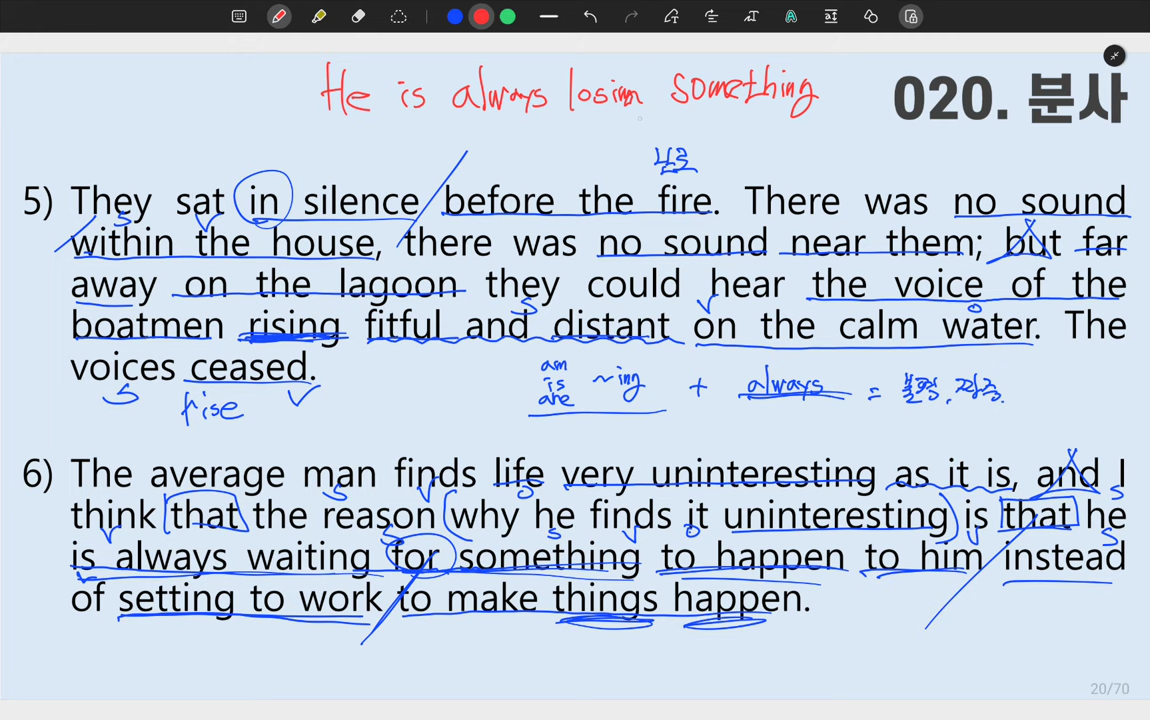 He is always losing something
020. 분사
난로
5) They sat in silence before the fire. There was no sound
within the house, there was no sound near them; but far
away on the lagoon they could hear the voice of the
boatmen rising fitful and distant on the calm water. The
voices ceased.
rise
am
is
are ~ing + always = 불평, 짜증.
6) The average man finds life very uninteresting as it is, and I
think that the reason why he finds it uninteresting is that he
is always waiting for something to happen to him instead
of setting to work to make things happen.
20/70